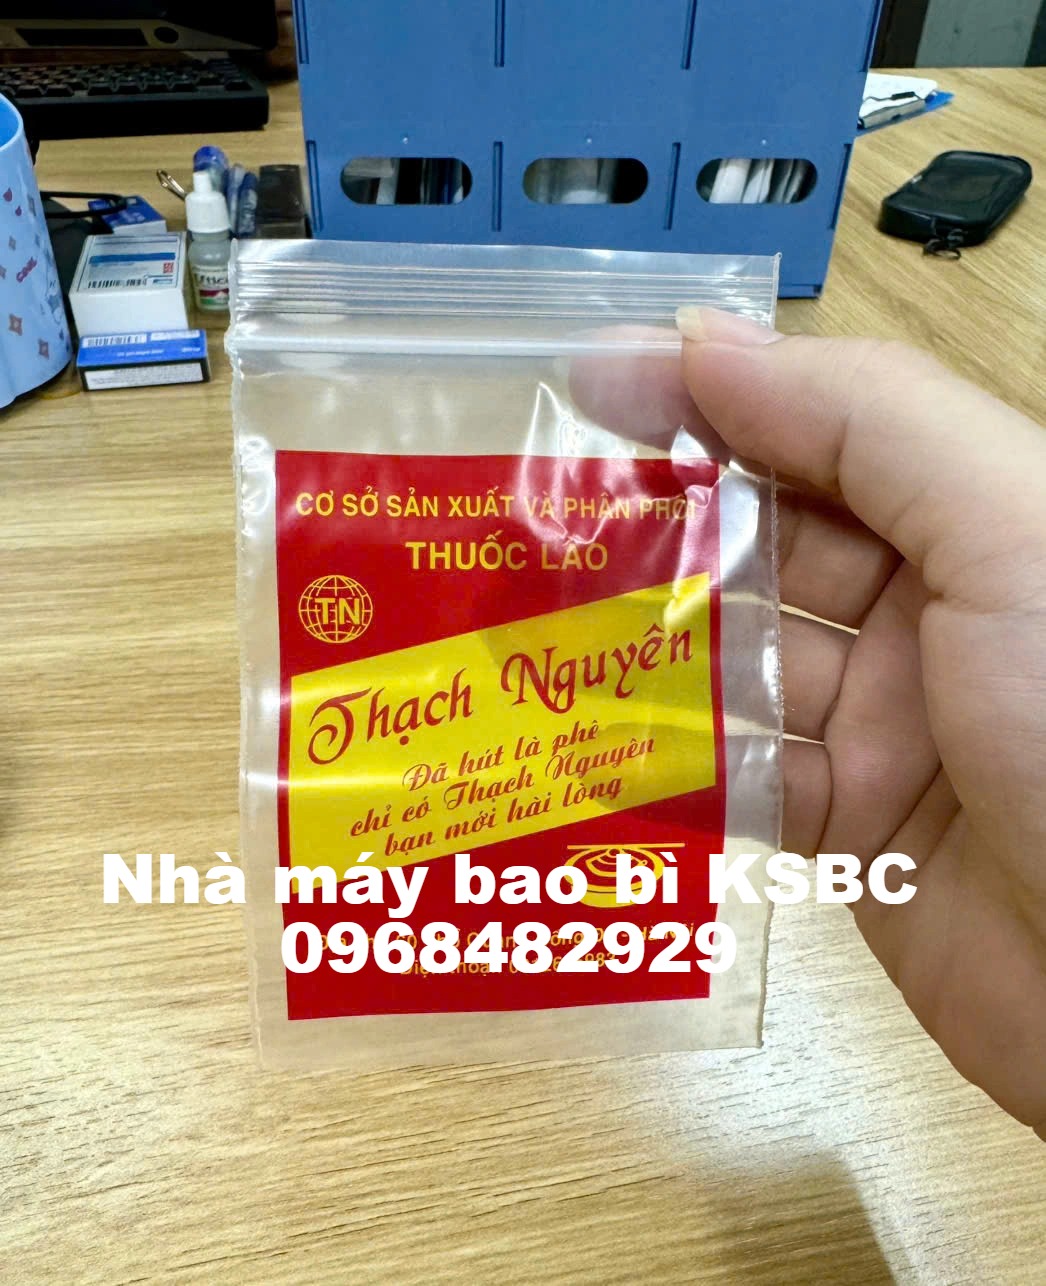 CƠ SỞ SẢN XUẤT VÀ PHÂN PHỐI
THUỐC LÀO
TN
Thạch Nguyên
Đã hút là phê
chỉ có Thạch Nguyên
bạn mới hài lòng
Nhà máy bao bì KSBC
0968482929